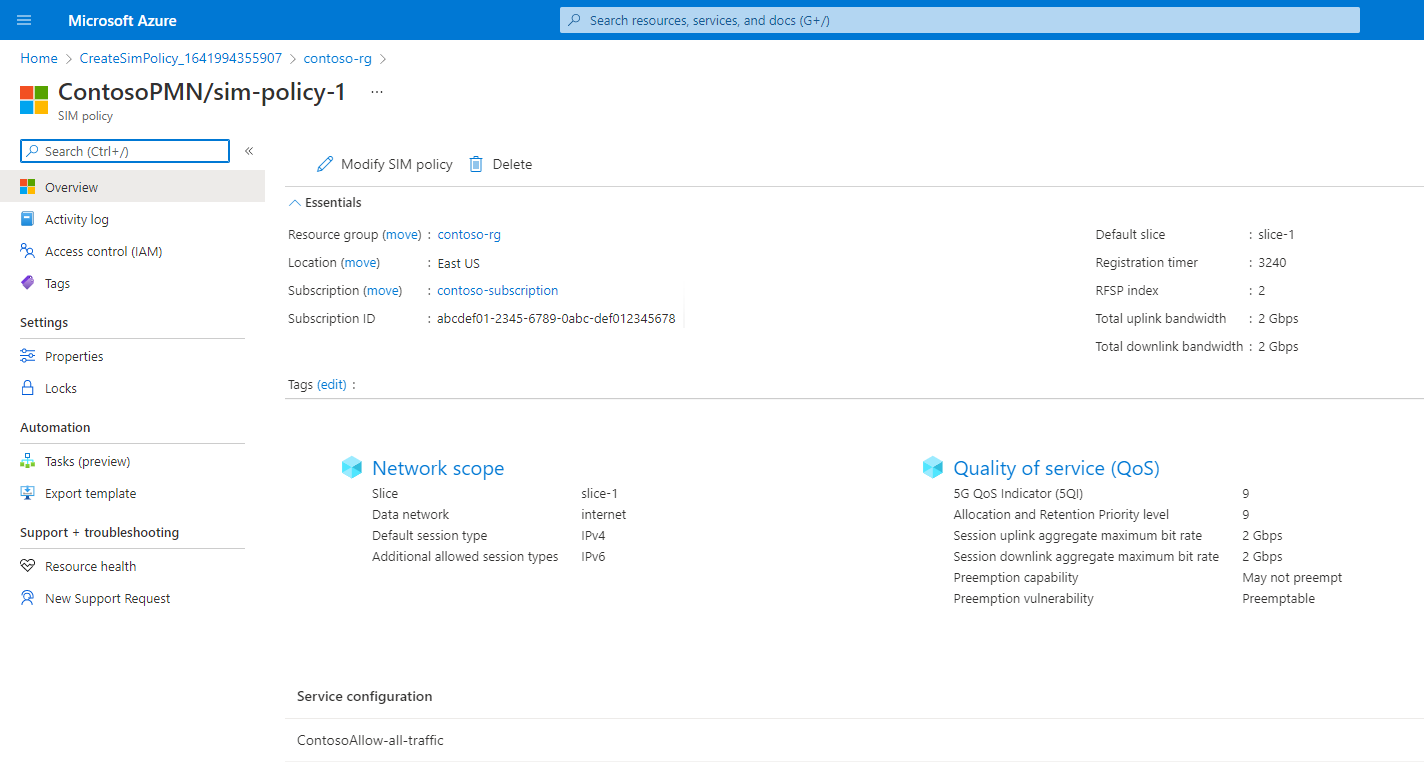 Microsoft Azure
Search resources, services, and docs (G+/)
Home > CreateSimPolicy_1641994355907 > contoso-rg >
ContosoPMN/sim-policy-1 ...
SIM policy
Search (Ctrl+/) «
Overview
Activity log
Access control (IAM)
Tags
Settings
Properties
Locks
Automation
Tasks (preview)
Export template
Support + troubleshooting
Resource health
New Support Request
Modify SIM policy Delete
Essentials
Resource group (move) : contoso-rg
Location (move) : East US
Subscription (move) : contoso-subscription
Subscription ID : abcdef01-2345-6789-0abc-def012345678
Default slice : slice-1
Registration timer : 3240
RFSP index : 2
Total uplink bandwidth : 2 Gbps
Total downlink bandwidth : 2 Gbps
Tags (edit) :
Network scope
Slice slice-1
Data network internet
Default session type IPv4
Additional allowed session types IPv6
Quality of service (QoS)
5G QoS Indicator (5QI) 9
Allocation and Retention Priority level 9
Session uplink aggregate maximum bit rate 2 Gbps
Session downlink aggregate maximum bit rate 2 Gbps
Preemption capability May not preempt
Preemption vulnerability Preemptable
Service configuration
ContosoAllow-all-traffic